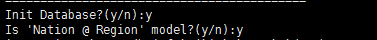 Init Database?(y/n):y
Is 'Nation @ Region' model?(y/n):y